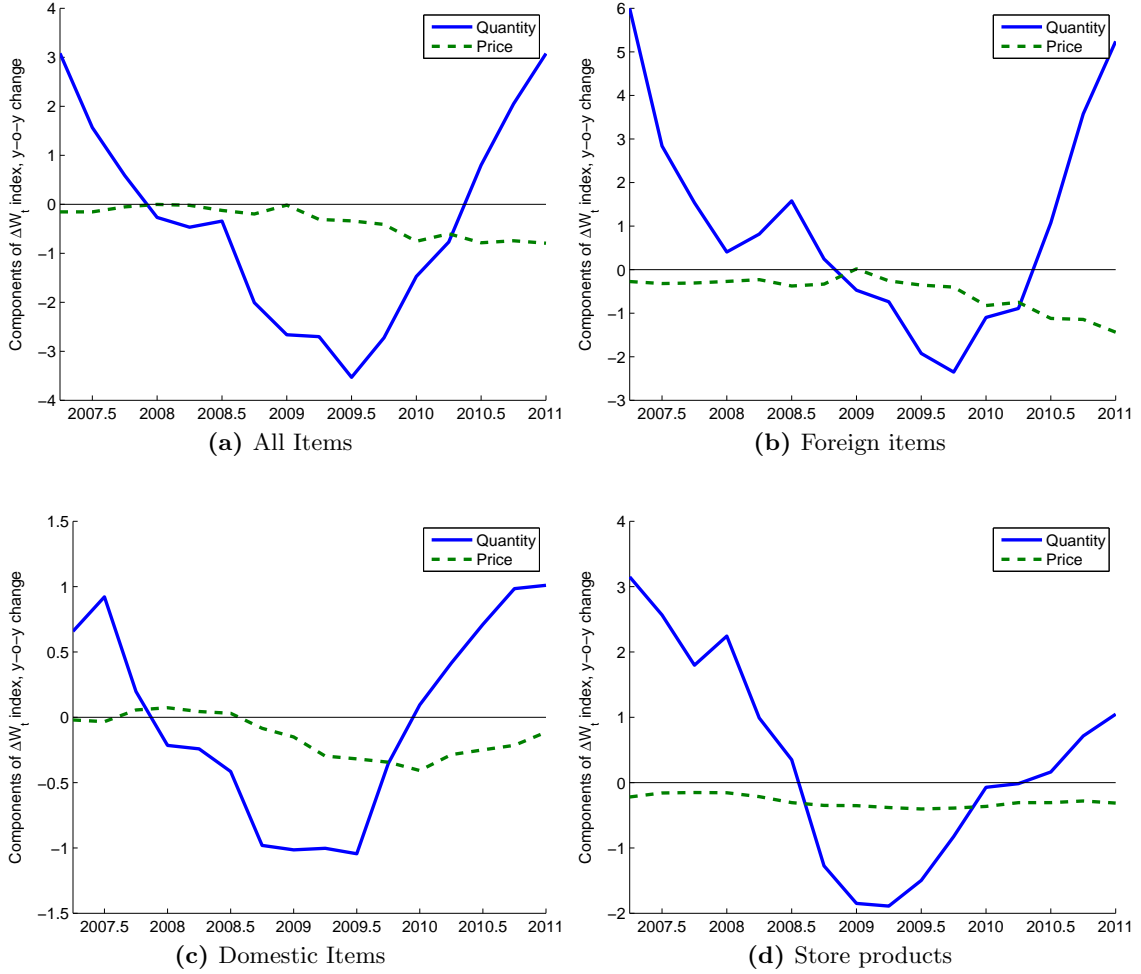 4
3
2
1
0
−1
−2
−3
−4
Components of ΔWt index, y−o−y change
Quantity
Price
2007.5 2008 2008.5 2009 2009.5 2010 2010.5 2011
(a) All Items
6
5
4
3
2
1
0
−1
−2
−3
Components of ΔWt index, y−o−y change
Quantity
Price
2007.5 2008 2008.5 2009 2009.5 2010 2010.5 2011
(b) Foreign items
1.5
1
0.5
0
−0.5
−1
−1.5
Components of ΔWt index, y−o−y change
Quantity
Price
2007.5 2008 2008.5 2009 2009.5 2010 2010.5 2011
(c) Domestic Items
4
3
2
1
0
−1
−2
Components of ΔWt index, y−o−y change
Quantity
Price
2007.5 2008 2008.5 2009 2009.5 2010 2010.5 2011
(d) Store products